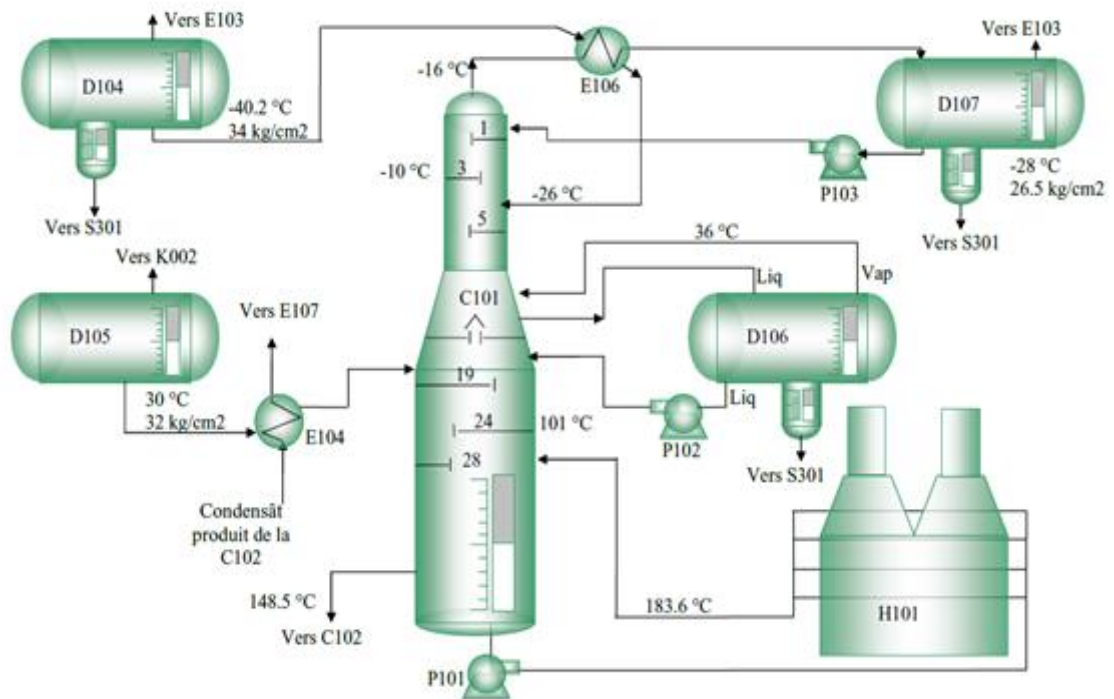 Vers E103
D104
-40.2 °C
34 kg/cm2
Vers S301
-16 °C
E106
Vers E103
D107
-28 °C
26.5 kg/cm2
P103
Vers S301
1
-10 °C
3
-26 °C
5
36 °C
Liq
Vap
Vers K002
D105
C101
D106
Vers E107
30 °C
32 kg/cm2
E104
19
24
101 °C
28
Liq
P102
Vers S301
Condensât
produit de la
C102
148.5 °C
Vers C102
183.6 °C
H101
P101